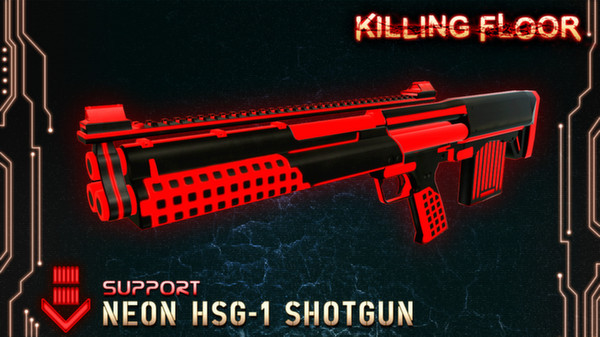 KILLING FLOOR
SUPPORT
NEON HSG-1 SHOTGUN